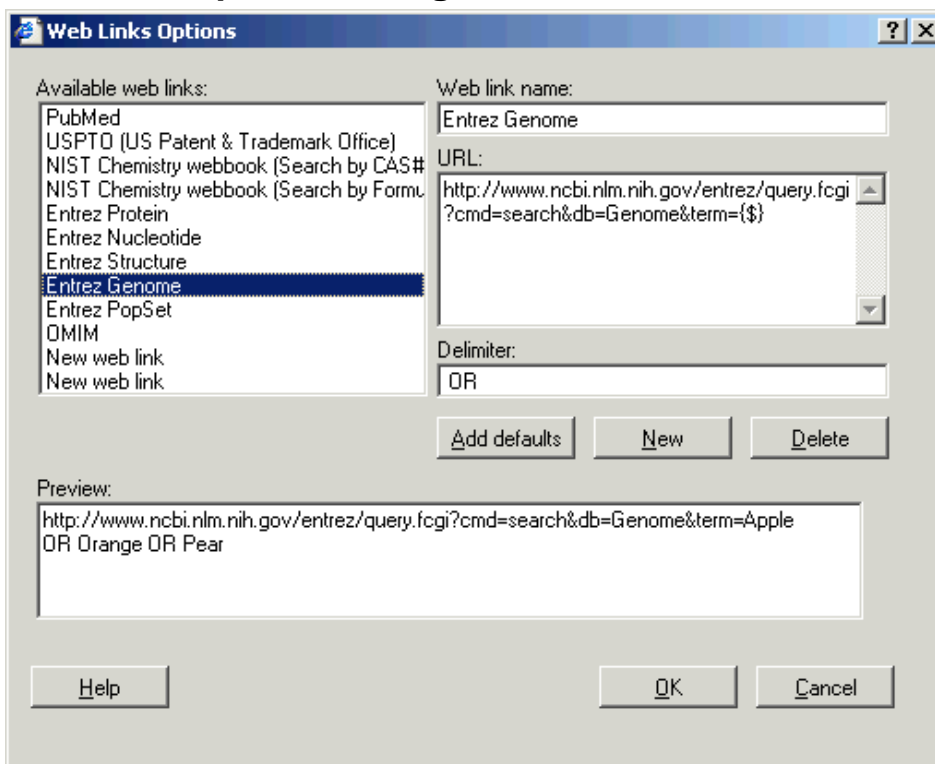 Web Links Options
Available web links:
PubMed
USPTO (US Patent & Trademark Office)
NIST Chemistry webbook (Search by CAS#
NIST Chemistry webbook (Search by Formu
Entrez Protein
Entrez Nucleotide
Entrez Structure
Entrez Genome
Entrez PopSet
OMIM
New web link
New web link
Web link name:
Entrez Genome
URL:
http://www.ncbi.nlm.nih.gov/entrez/query.fcgi
?cmd=search&db=Genome&term={$}
Delimiter:
OR
Add defaults New Delete
Preview:
http://www.ncbi.nlm.nih.gov/entrez/query.fcgi?cmd=search&db=Genome&term=Apple
OR Orange OR Pear
Help OK Cancel